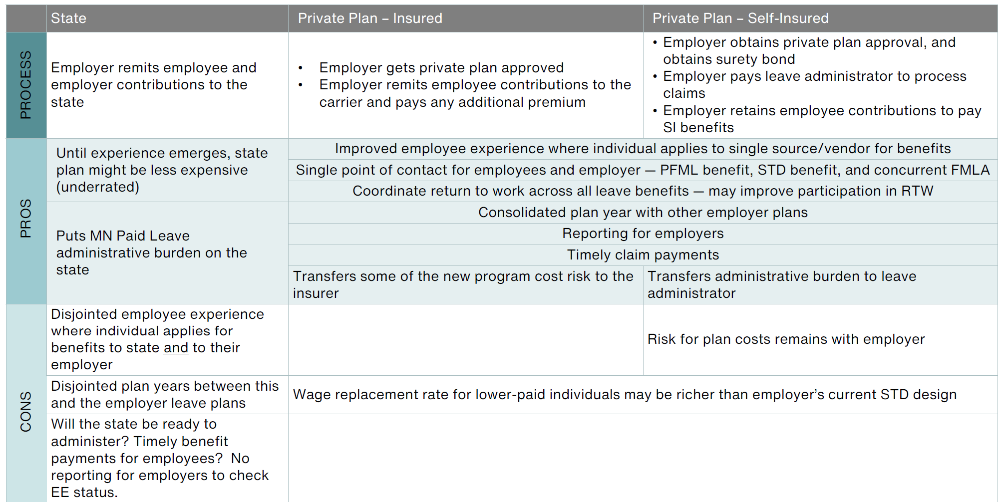 State
Private Plan – Insured
Private Plan – Self-Insured
PROCESS
Employer remits employee and
employer contributions to the
state
• Employer gets private plan approved
• Employer remits employee contributions to the
carrier and pays any additional premium
• Employer obtains private plan approval, and
obtains surety bond
• Employer pays leave administrator to process
claims
• Employer retains employee contributions to pay
SI benefits
PROS
Until experience emerges, state
plan might be less expensive
(underrated)
Puts MN Paid Leave
administrative burden on the
state
Improved employee experience where individual applies to single source/vendor for benefits
Single point of contact for employees and employer — PFML benefit, STD benefit, and concurrent FMLA
Coordinate return to work across all leave benefits — may improve participation in RTW
Consolidated plan year with other employer plans
Reporting for employers
Timely claim payments
Transfers some of the new program cost risk to the
insurer
Transfers administrative burden to leave
administrator
CONS
Disjointed employee experience
where individual applies for
benefits to state and to their
employer
Risk for plan costs remains with employer
Disjointed plan years between this
and the employer leave plans
Wage replacement rate for lower-paid individuals may be richer than employer’s current STD design
Will the state be ready to
administer? Timely benefit
payments for employees?  No
reporting for employers to check
EE status.